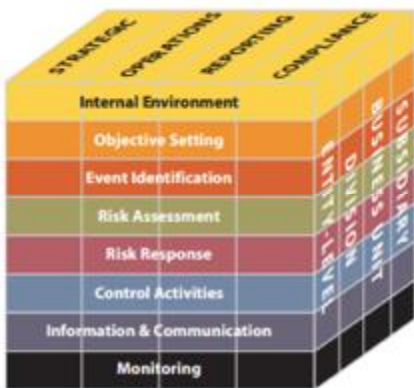 STRATEGIC
OPERATIONS
REPORTING
COMPLIANCE
Internal Environment
Objective Setting
Event Identification
Risk Assessment
Risk Response
Control Activities
Information & Communication
Monitoring
ENTITY-LEVEL
DIVISION
BUSINESS UNIT
SUBSIDIARY